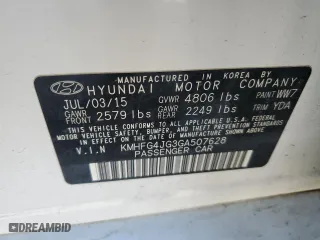 MANUFACTURED IN KOREA BY
HYUNDAI MOTOR COMPANY
JUL/03/15 GVWR 4806 lbs PAINT WW7
GAWR FRONT 2579 lbs GAWR REAR 2249 lbs TRIM YDA
THIS VEHICLE CONFORMS TO ALL APPLICABLE U.S.
FEDERAL MOTOR VEHICLE SAFETY, BUMPER, AND THEFT
PREVENTION STANDARDS IN EFFECT ON THE DATE OF
MANUFACTURE SHOWN ABOVE.
V.I.N KMHFG4JG3GA507628
PASSENGER CAR
AUTOBIDMASTER